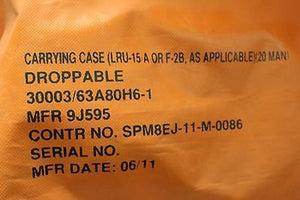 CARRYING CASE (LRU-15 A OR F-2B, AS APPLICABLE)(20 MAN)
DROPPABLE
30003/63A80H6-1
MFR 9J595
CONTR NO. SPM8EJ-11-M-0086
SERIAL NO.
MFR DATE: 06/11